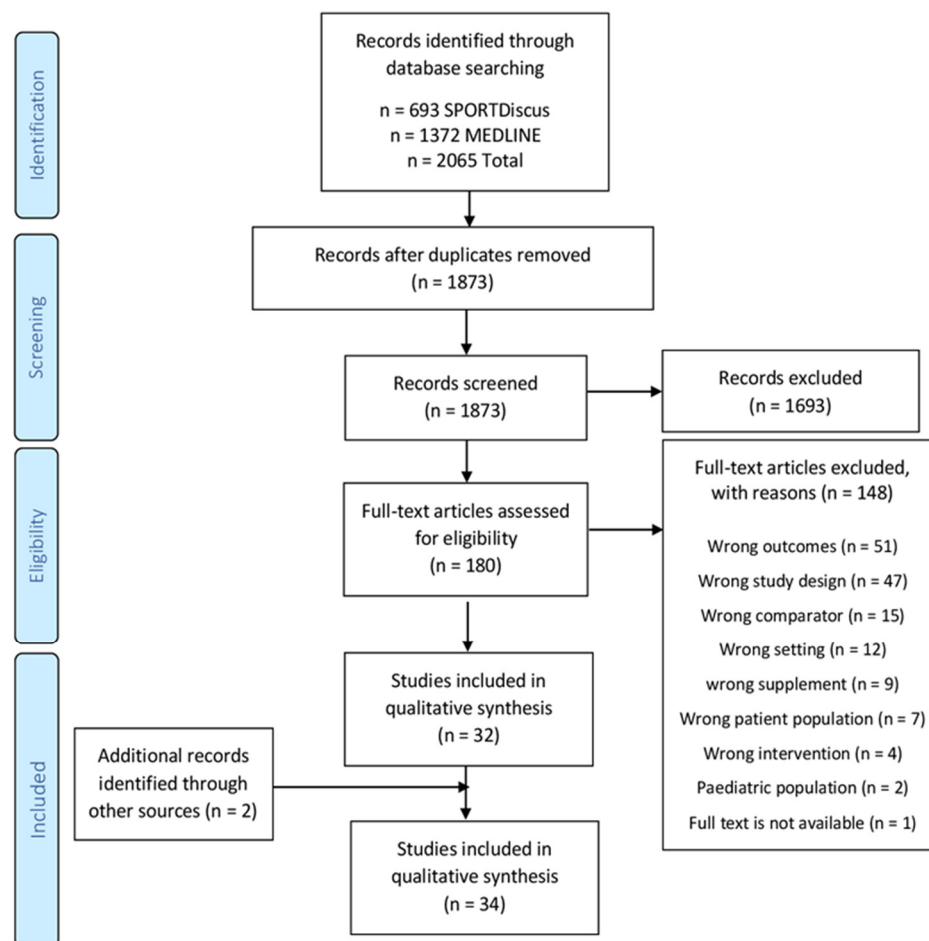 Identification
Records identified through
database searching
n = 693 SPORTDiscus
n = 1372 MEDLINE
n = 2065 Total
Screening
Records after duplicates removed
(n = 1873)
Records screened
(n = 1873)
Records excluded
(n = 1693)
Eligibility
Full-text articles assessed
for eligibility
(n = 180)
Full-text articles excluded,
with reasons (n = 148)
Wrong outcomes (n = 51)
Wrong study design (n = 47)
Wrong comparator (n = 15)
Wrong setting (n = 12)
wrong supplement (n = 9)
Wrong patient population (n = 7)
Wrong intervention (n = 4)
Paediatric population (n = 2)
Full text is not available (n = 1)
Included
Studies included in
qualitative synthesis
(n = 32)
Additional records
identified through
other sources (n = 2)
Studies included in
qualitative synthesis
(n = 34)